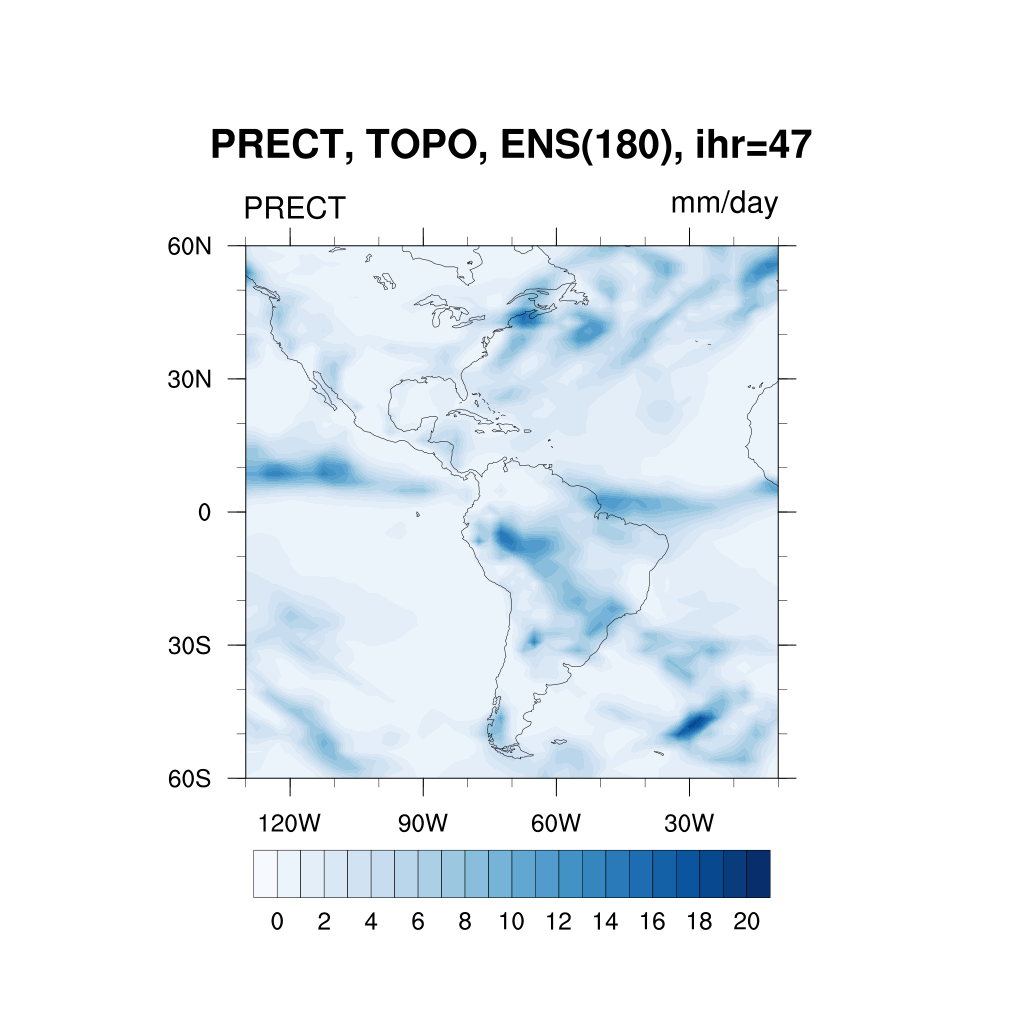 PRECT, TOPO, ENS(180), ihr=47
PRECT mm/day
60N
30N
0
30S
60S
120W 90W 60W 30W
0 2 4 6 8 10 12 14 16 18 20